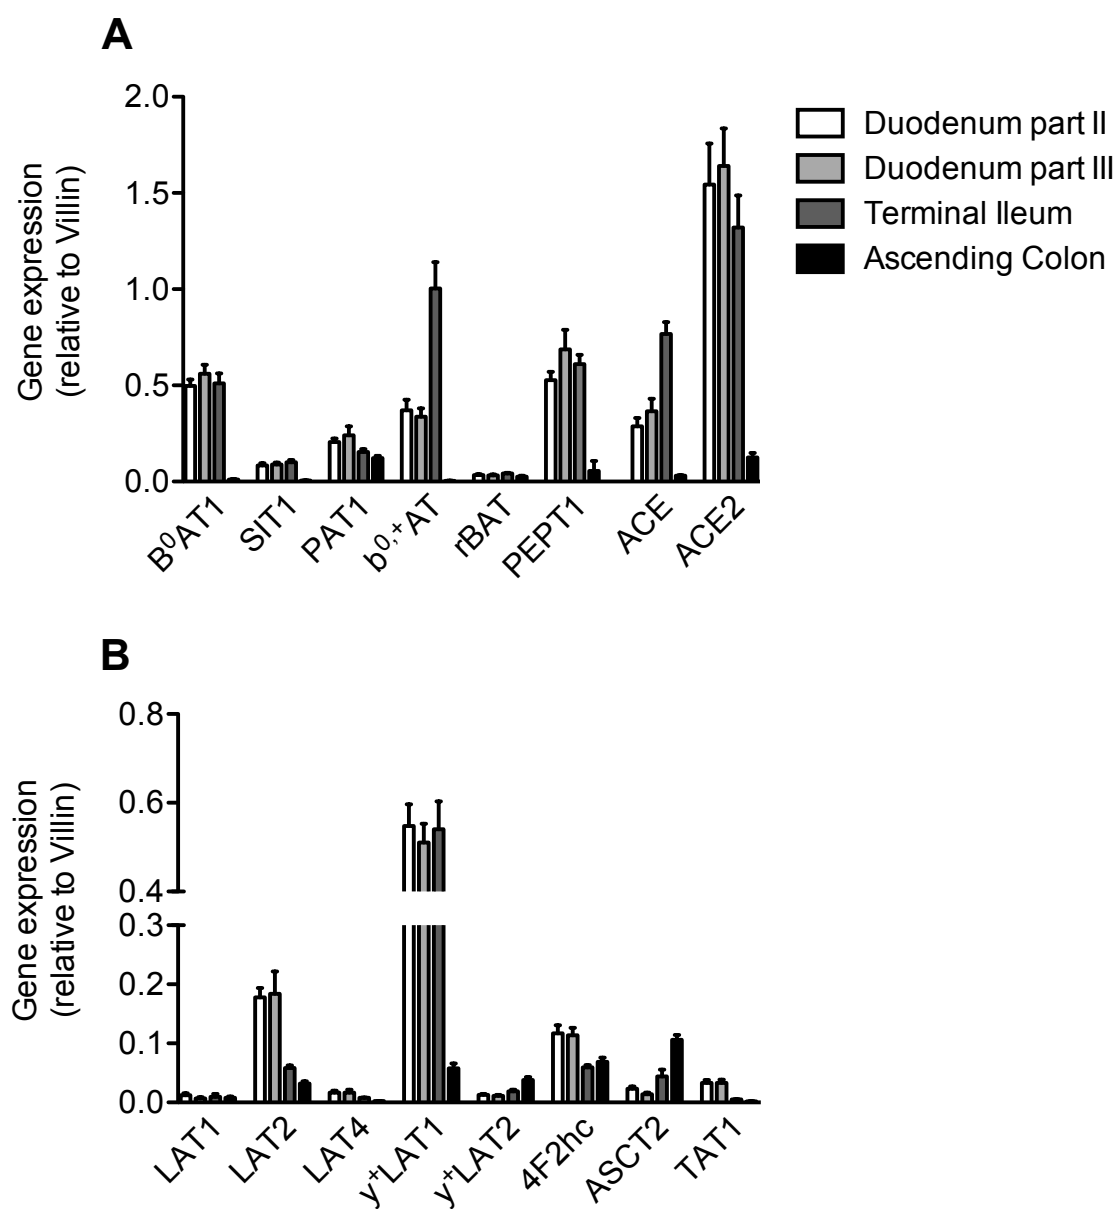 A
2.0
1.5
1.0
0.5
0.0
Gene expression
(relative to Villin)
B⁰AT1
SIT1
PAT1
b⁰,⁺AT
rBAT
PEPT1
ACE
ACE2
Duodenum part II
Duodenum part III
Terminal Ileum
Ascending Colon
B
0.8
0.6
0.4
0.3
0.2
0.1
0.0
Gene expression
(relative to Villin)
LAT1
LAT2
LAT4
y⁺LAT1
y⁺LAT2
4F2hc
ASCT2
TAT1